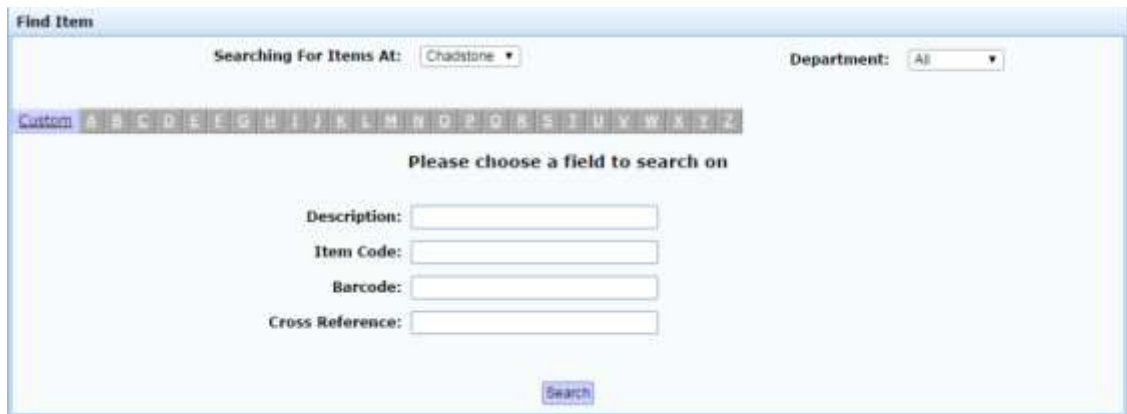 Find Item
Searching For Items At: Chadstone Department: All
Custom A B C D E F G H I J K L M N O P Q R S T U V W X Y Z
Please choose a field to search on
Description:
Item Code:
Barcode:
Cross Reference:
Search